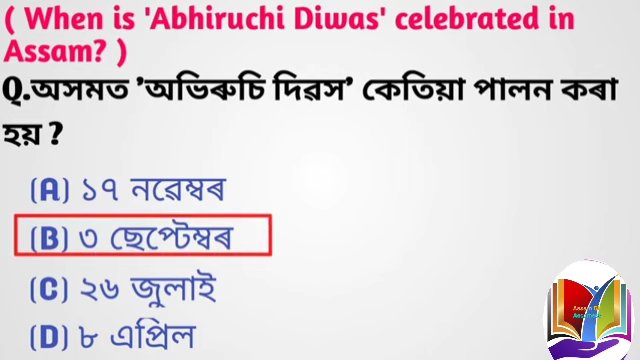 ( When is 'Abhiruchi Diwas' celebrated in
Assam? )
Q.অসমত ’অভিৰুচি দিৱস’ কেতিয়া পালন কৰা
হয় ?
(A) ১৭ নৱেম্বৰ
(B) ৩ ছেপ্টেম্বৰ
(C) ২৬ জুলাই
(D) ৮ এপ্ৰিল